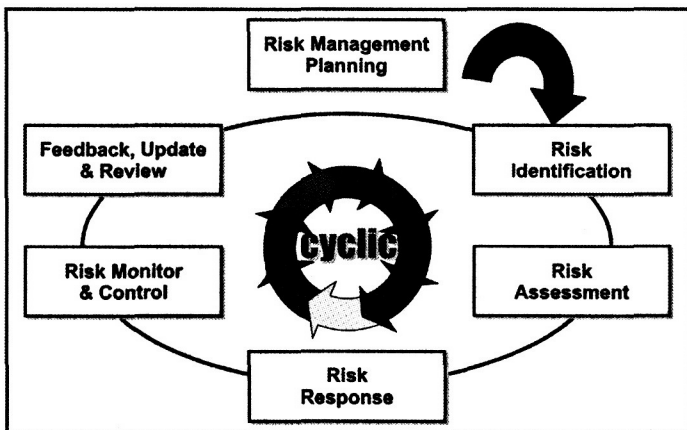 Risk Management
Planning
Feedback, Update
& Review
Risk
Identification
cyclic
Risk Monitor
& Control
Risk
Assessment
Risk
Response